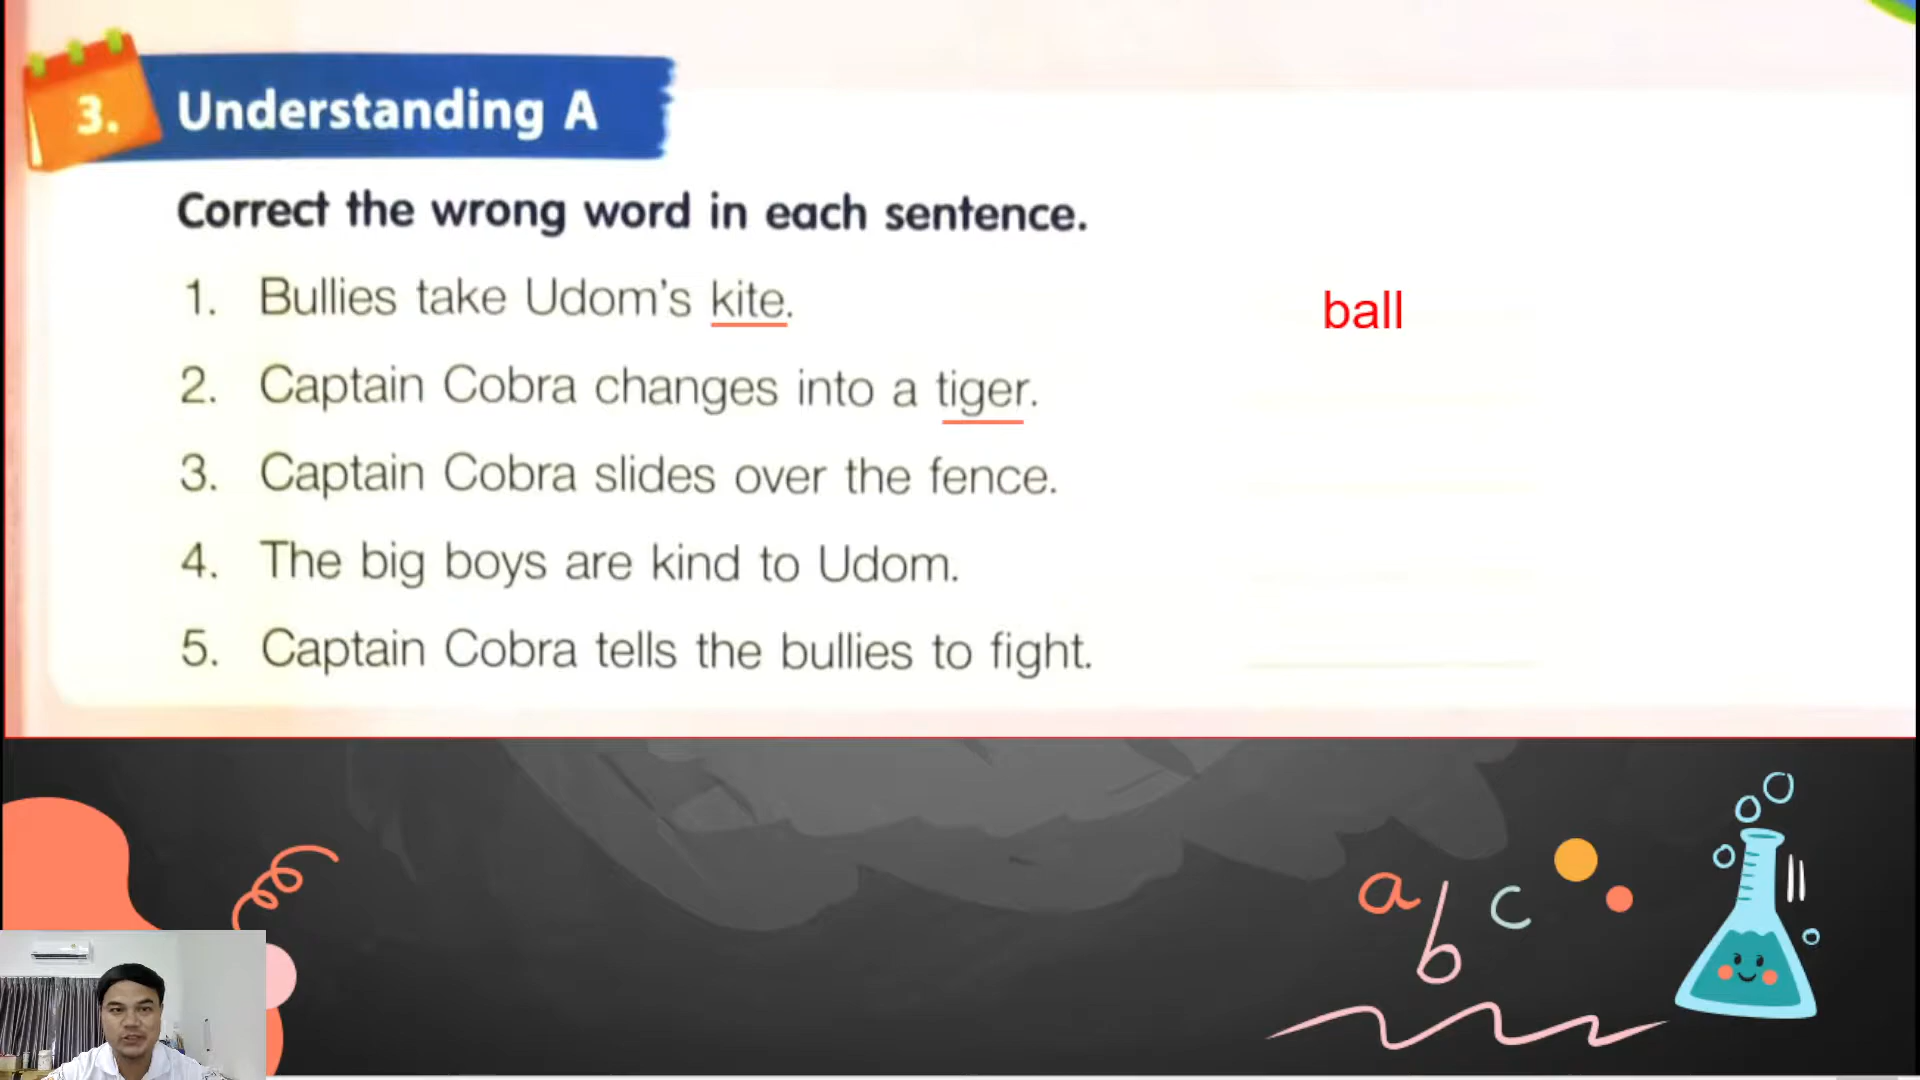 3. Understanding A
Correct the wrong word in each sentence.
1. Bullies take Udom's kite.
ball
2. Captain Cobra changes into a tiger.
3. Captain Cobra slides over the fence.
4. The big boys are kind to Udom.
5. Captain Cobra tells the bullies to fight.
a b c